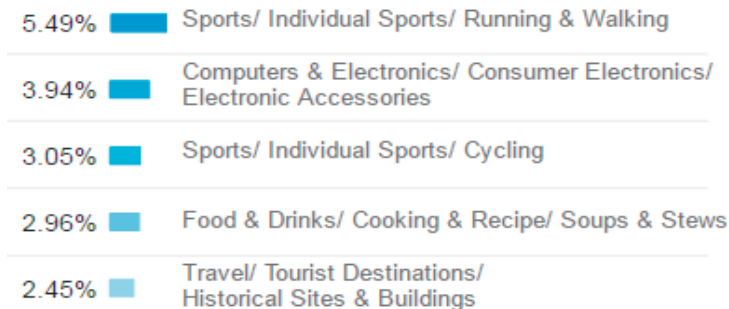 5.49% Sports/ Individual Sports/ Running & Walking
3.94% Computers & Electronics/ Consumer Electronics/
Electronic Accessories
3.05% Sports/ Individual Sports/ Cycling
2.96% Food & Drinks/ Cooking & Recipe/ Soups & Stews
2.45% Travel/ Tourist Destinations/
Historical Sites & Buildings